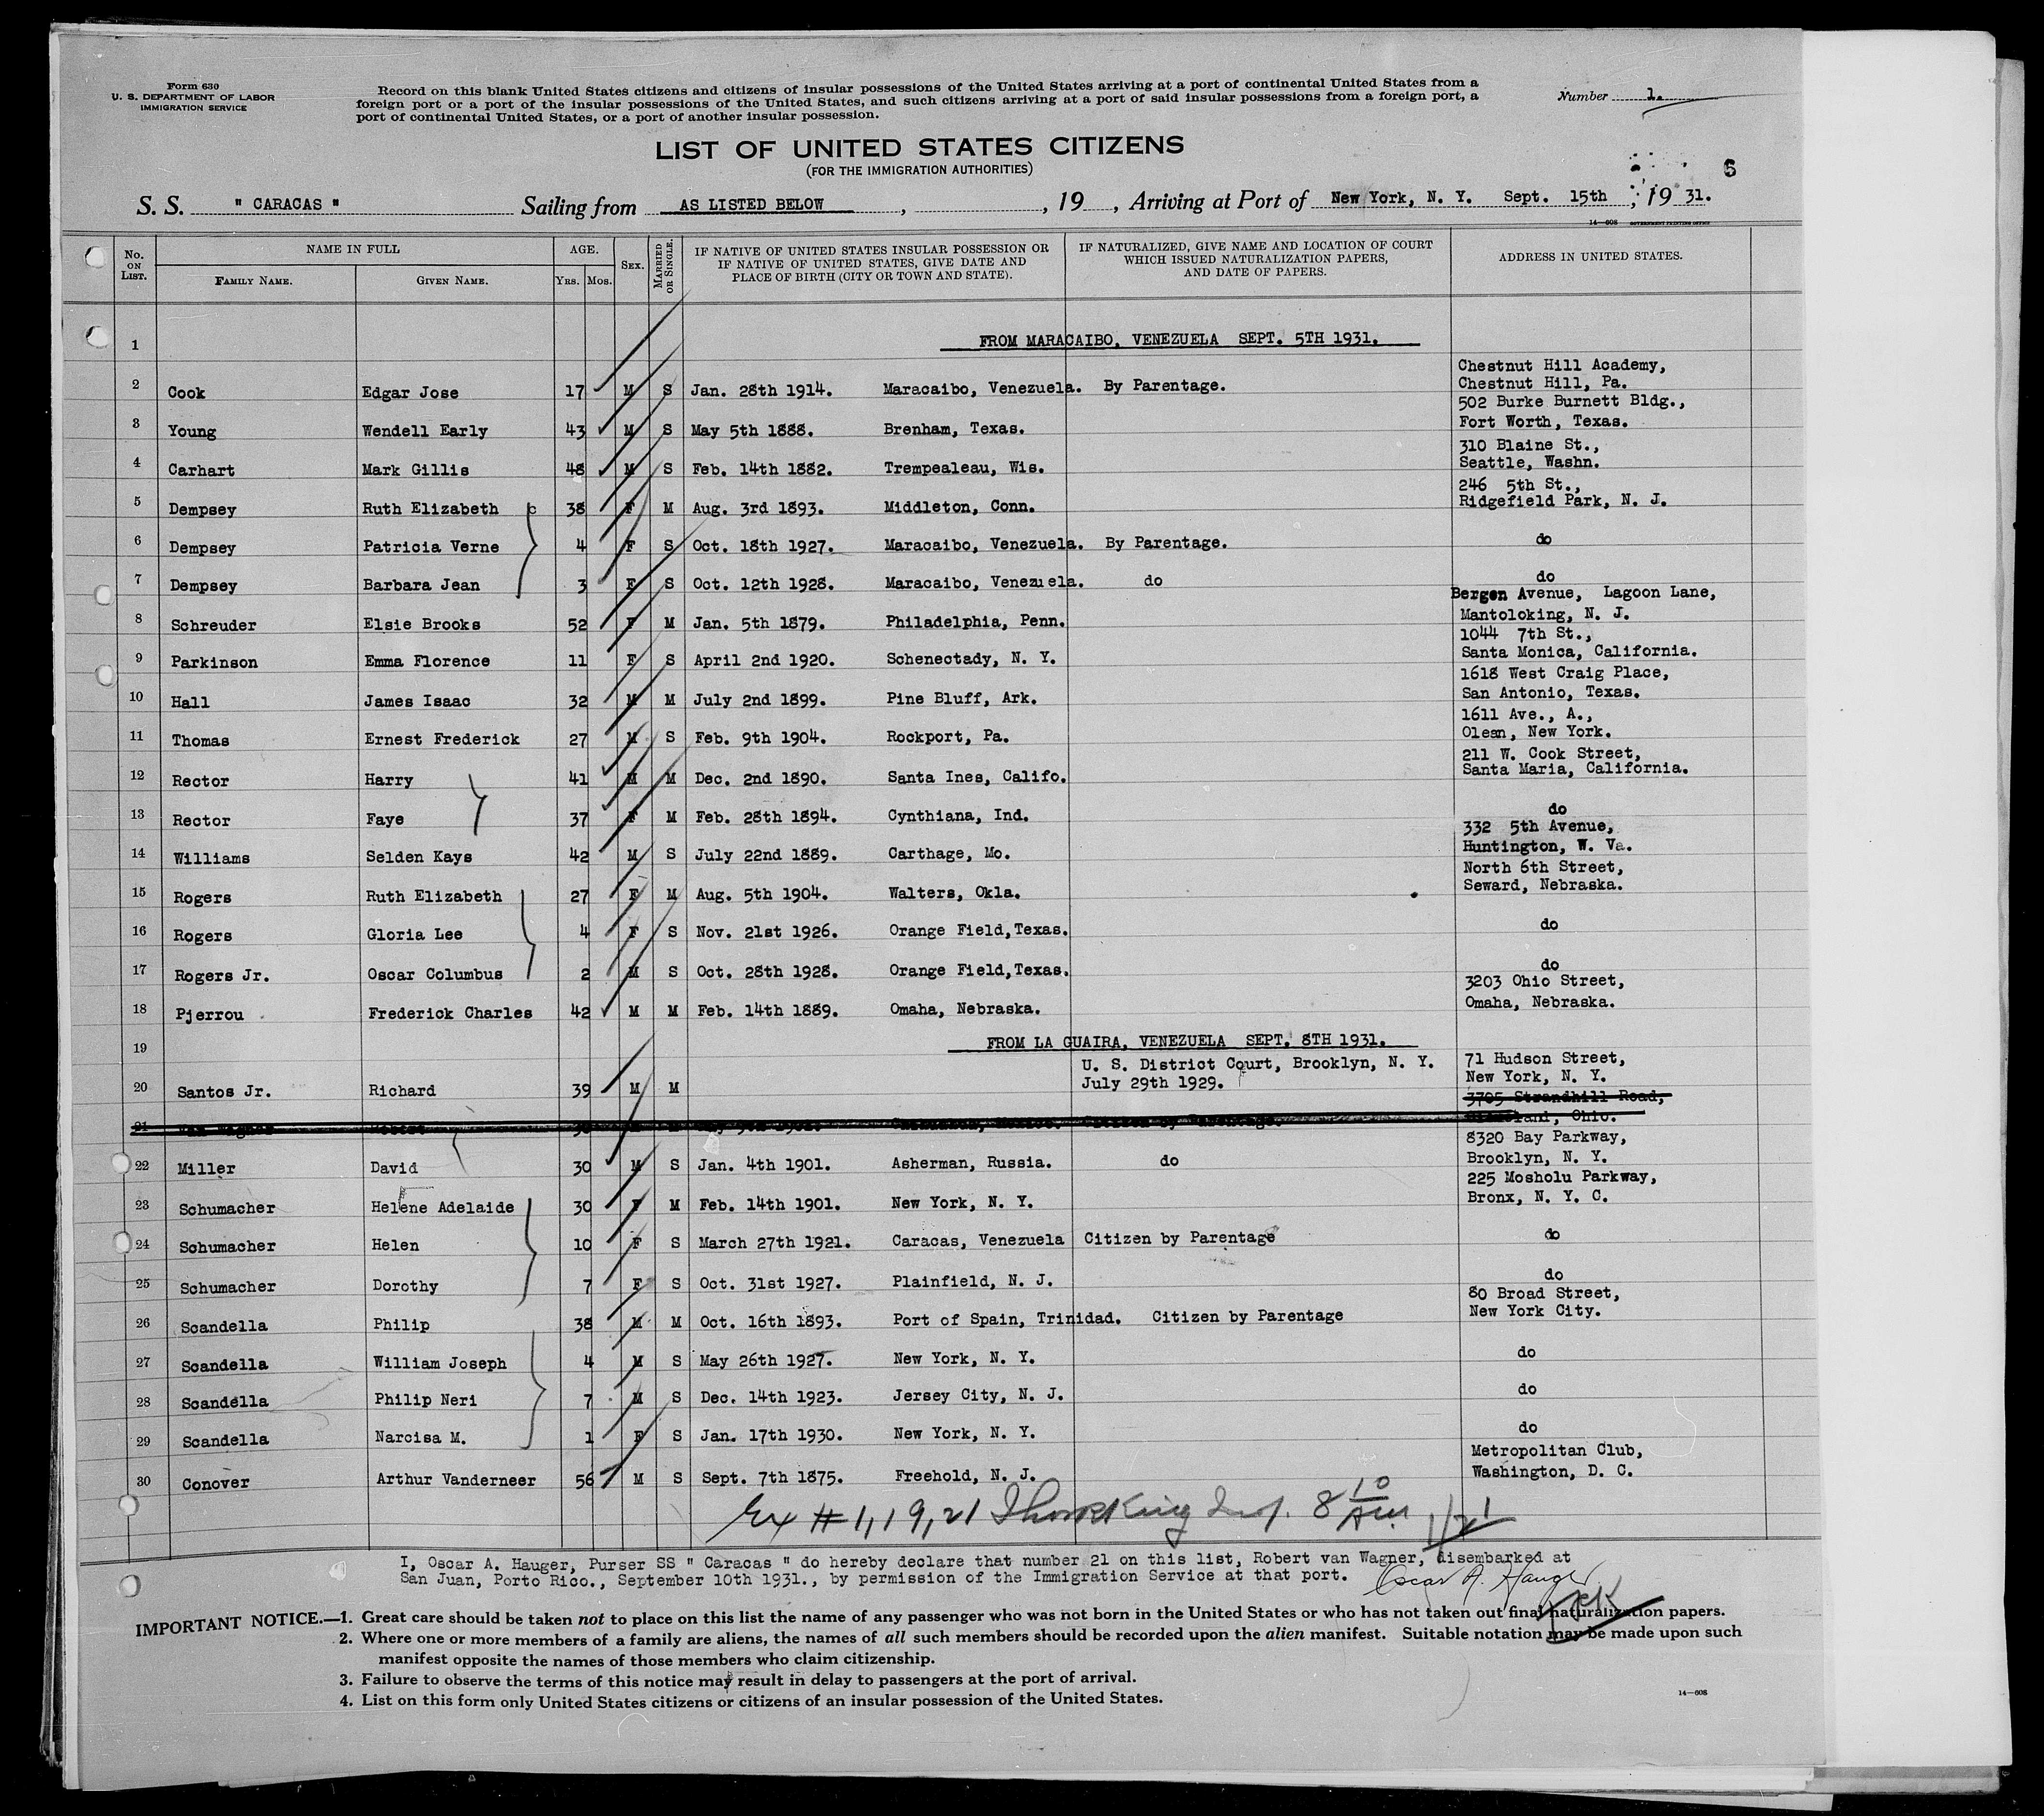 Form 630
U. S. DEPARTMENT OF LABOR
IMMIGRATION SERVICE
Record on this blank United States citizens and citizens of insular possessions of the United States arriving at a port of continental United States from a
foreign port or a port of the insular possessions of the United States, and such citizens arriving at a port of said insular possessions from a foreign port, a
port of continental United States, or a port of another insular possession.
Number 1.
LIST OF UNITED STATES CITIZENS
(FOR THE IMMIGRATION AUTHORITIES)
6
S. S. " CARACAS " Sailing from AS LISTED BELOW , , 19 , Arriving at Port of New York, N. Y. Sept. 15th , 19 31.
14—608 GOVERNMENT PRINTING OFFICE
No. ON LIST. NAME IN FULL AGE. SEX. MARRIED OR SINGLE. IF NATIVE OF UNITED STATES INSULAR POSSESSION OR IF NATIVE OF UNITED STATES, GIVE DATE AND PLACE OF BIRTH (CITY OR TOWN AND STATE). IF NATURALIZED, GIVE NAME AND LOCATION OF COURT WHICH ISSUED NATURALIZATION PAPERS, AND DATE OF PAPERS. ADDRESS IN UNITED STATES.
FAMILY NAME. GIVEN NAME. YRS. MOS.
1 FROM MARACAIBO, VENEZUELA SEPT. 5TH 1931.
2 Cook Edgar Jose 17 M S Jan. 28th 1914. Maracaibo, Venezuela. By Parentage. Chestnut Hill Academy, Chestnut Hill, Pa.
3 Young Wendell Early 43 M S May 5th 1888. Brenham, Texas. 502 Burke Burnett Bldg., Fort Worth, Texas.
4 Carhart Mark Gillis 48 M S Feb. 14th 1882. Trempealeau, Wis. 310 Blaine St., Seattle, Washn.
5 Dempsey Ruth Elizabeth 38 F M Aug. 3rd 1893. Middleton, Conn. 246 5th St., Ridgefield Park, N. J.
6 Dempsey Patricia Verne 4 F S Oct. 18th 1927. Maracaibo, Venezuela. By Parentage. do
7 Dempsey Barbara Jean 3 F S Oct. 12th 1928. Maracaibo, Venezuela. do do
8 Schreuder Elsie Brooks 52 F M Jan. 5th 1879. Philadelphia, Penn. Bergen Avenue, Lagoon Lane, Mantoloking, N. J.
9 Parkinson Emma Florence 11 F S April 2nd 1920. Schenectady, N. Y. 1044 7th St., Santa Monica, California.
10 Hall James Isaac 32 M M July 2nd 1899. Pine Bluff, Ark. 1618 West Craig Place, San Antonio, Texas.
11 Thomas Ernest Frederick 27 M S Feb. 9th 1904. Rockport, Pa. 1611 Ave., A., Olean, New York.
12 Rector Harry 41 M M Dec. 2nd 1890. Santa Ines, Califo. 211 W. Cook Street, Santa Maria, California.
13 Rector Faye 37 F M Feb. 28th 1894. Cynthiana, Ind. do
14 Williams Selden Kays 42 M S July 22nd 1889. Carthage, Mo. 332 5th Avenue, Huntington, W. Va.
15 Rogers Ruth Elizabeth 27 F M Aug. 5th 1904. Walters, Okla. North 6th Street, Seward, Nebraska.
16 Rogers Gloria Lee 4 F S Nov. 21st 1926. Orange Field,Texas. do
17 Rogers Jr. Oscar Columbus 2 M S Oct. 28th 1928. Orange Field,Texas. do
18 Pjerrou Frederick Charles 42 M M Feb. 14th 1889. Omaha, Nebraska. 3203 Ohio Street, Omaha, Nebraska.
19 FROM LA GUAIRA, VENEZUELA SEPT. 8TH 1931.
20 Santos Jr. Richard 39 M M U. S. District Court, Brooklyn, N. Y. July 29th 1929. 71 Hudson Street, New York, N. Y.
21 Van Wagner Robert Citizen by Parentage. 3705 Strandhill Road, Ohio.
22 Miller David 30 M S Jan. 4th 1901. Asherman, Russia. do 8320 Bay Parkway, Brooklyn, N. Y.
23 Schumacher Helene Adelaide 30 F M Feb. 14th 1901. New York, N. Y. 225 Mosholu Parkway, Bronx, N. Y. C.
24 Schumacher Helen 10 F S March 27th 1921. Caracas, Venezuela Citizen by Parentage do
25 Schumacher Dorothy 7 F S Oct. 31st 1927. Plainfield, N. J. do
26 Scandella Philip 38 M M Oct. 16th 1893. Port of Spain, Trinidad. Citizen by Parentage 80 Broad Street, New York City.
27 Scandella William Joseph 4 M S May 26th 1927. New York, N. Y. do
28 Scandella Philip Neri 7 M S Dec. 14th 1923. Jersey City, N. J. do
29 Scandella Narcisa M. 1 F S Jan. 17th 1930. New York, N. Y. do
30 Conover Arthur Vanderneer 56 M S Sept. 7th 1875. Freehold, N. J. Metropolitan Club, Washington, D. C.
Ex # 1, 19, 21 8 10 AM
I, Oscar A. Hauger, Purser SS " Caracas " do hereby declare that number 21 on this list, Robert van Wagner, disembarked at
San Juan, Porto Rico., September 10th 1931., by permission of the Immigration Service at that port. Oscar A. Hauger
IMPORTANT NOTICE.—1. Great care should be taken not to place on this list the name of any passenger who was not born in the United States or who has not taken out final naturalization papers.
2. Where one or more members of a family are aliens, the names of all such members should be recorded upon the alien manifest. Suitable notation may be made upon such
manifest opposite the names of those members who claim citizenship.
3. Failure to observe the terms of this notice may result in delay to passengers at the port of arrival.
4. List on this form only United States citizens or citizens of an insular possession of the United States.
14—608